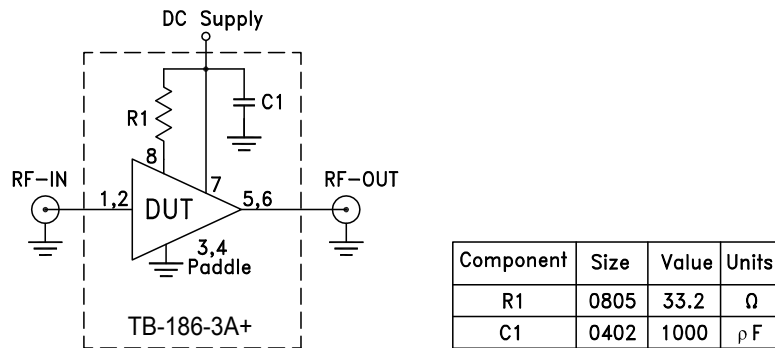 DC Supply
R1
C1
8
7
RF-IN
RF-OUT
1,2
DUT
5,6
3,4
Paddle
TB-186-3A+
Component Size Value Units
R1 0805 33.2 Ω
C1 0402 1000 ρF